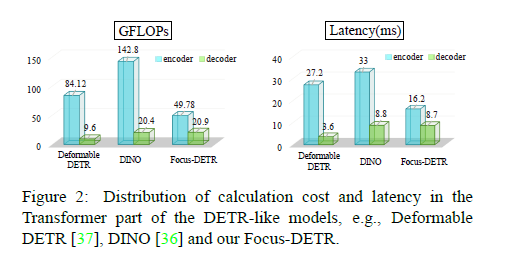 GFLOPs
Latency(ms)
142.8
encoder decoder
150
84.12
100
49.78
50
9.6
20.4
20.9
0
Deformable
DETR
DINO
Focus-DETR
encoder decoder
40
33
27.2
30
20
16.2
10
3.6
8.8
8.7
0
Deformable
DETR
DINO
Focus-DETR
Figure 2: Distribution of calculation cost and latency in the
Transformer part of the DETR-like models, e.g., Deformable
DETR [37], DINO [36] and our Focus-DETR.